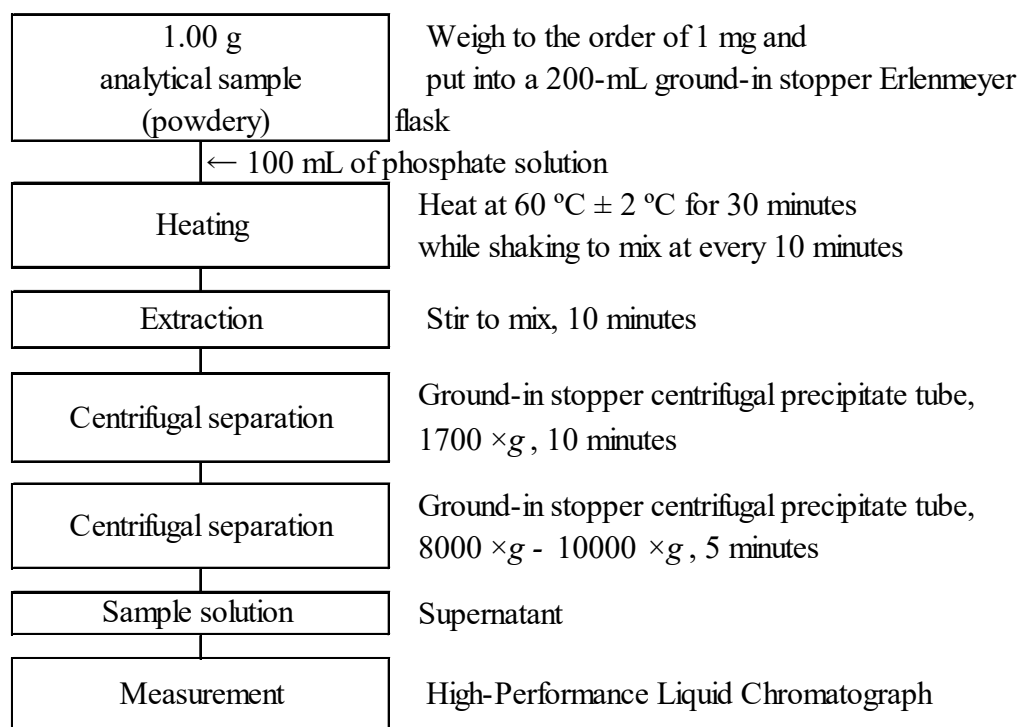 1.00 g
analytical sample
(powdery)
Weigh to the order of 1 mg and
put into a 200-mL ground-in stopper Erlenmeyer
flask
← 100 mL of phosphate solution
Heating
Heat at 60 ºC ± 2 ºC for 30 minutes
while shaking to mix at every 10 minutes
Extraction
Stir to mix, 10 minutes
Centrifugal separation
Ground-in stopper centrifugal precipitate tube,
1700 ×g , 10 minutes
Centrifugal separation
Ground-in stopper centrifugal precipitate tube,
8000 ×g - 10000 ×g , 5 minutes
Sample solution
Supernatant
Measurement
High-Performance Liquid Chromatograph